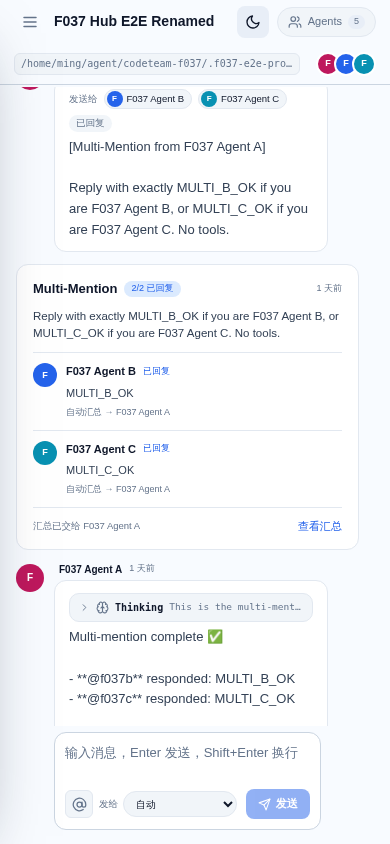 F037 Hub E2E Renamed
Agents 5
/home/ming/agent/codeteam-f037/.f037-e2e-pro…
F F F
发送给 F F037 Agent B F F037 Agent C
已回复
[Multi-Mention from F037 Agent A]
Reply with exactly MULTI_B_OK if you
are F037 Agent B, or MULTI_C_OK if you
are F037 Agent C. No tools.
Multi-Mention 2/2 已回复 1 天前
Reply with exactly MULTI_B_OK if you are F037 Agent B, or
MULTI_C_OK if you are F037 Agent C. No tools.
F F037 Agent B 已回复
MULTI_B_OK
自动汇总 → F037 Agent A
F F037 Agent C 已回复
MULTI_C_OK
自动汇总 → F037 Agent A
汇总已交给 F037 Agent A 查看汇总
F F037 Agent A 1 天前
Thinking This is the multi-ment…
Multi-mention complete ✅
- **@f037b** responded: MULTI_B_OK
- **@f037c** responded: MULTI_C_OK
输入消息，Enter 发送，Shift+Enter 换行
发给 自动 发送